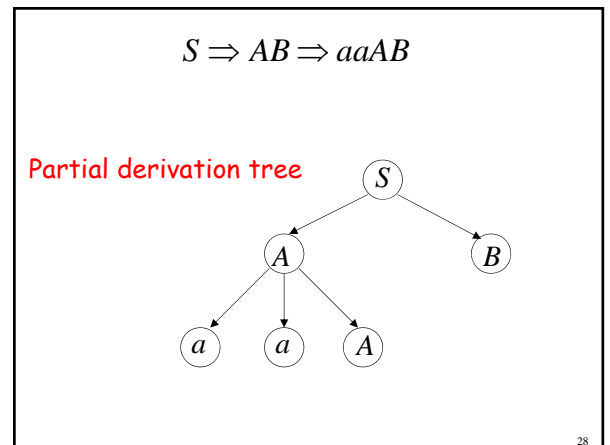 S ⇒ AB ⇒ aaAB
Partial derivation tree
S
A B
a a A
28